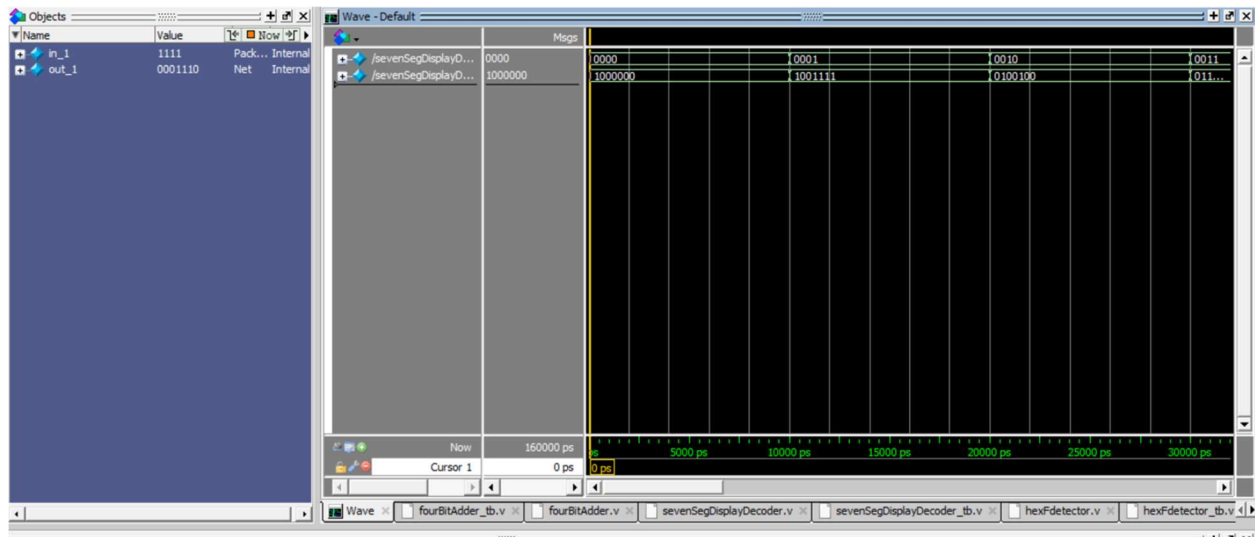 Objects
Wave - Default
Name Value Now
Msgs
in_1 1111 Pack... Internal
out_1 0001110 Net Internal
/sevenSegDisplayD... 0000
/sevenSegDisplayD... 1000000
0000 0001 0010 0011
1000000 1001111 0100100 011...
Now 160000 ps
Cursor 1 0 ps
ps 5000 ps 10000 ps 15000 ps 20000 ps 25000 ps 30000 ps
0 ps
Wave fourBitAdder_tb.v fourBitAdder.v sevenSegDisplayDecoder.v sevenSegDisplayDecoder_tb.v hexFdetector.v hexFdetector_tb.v